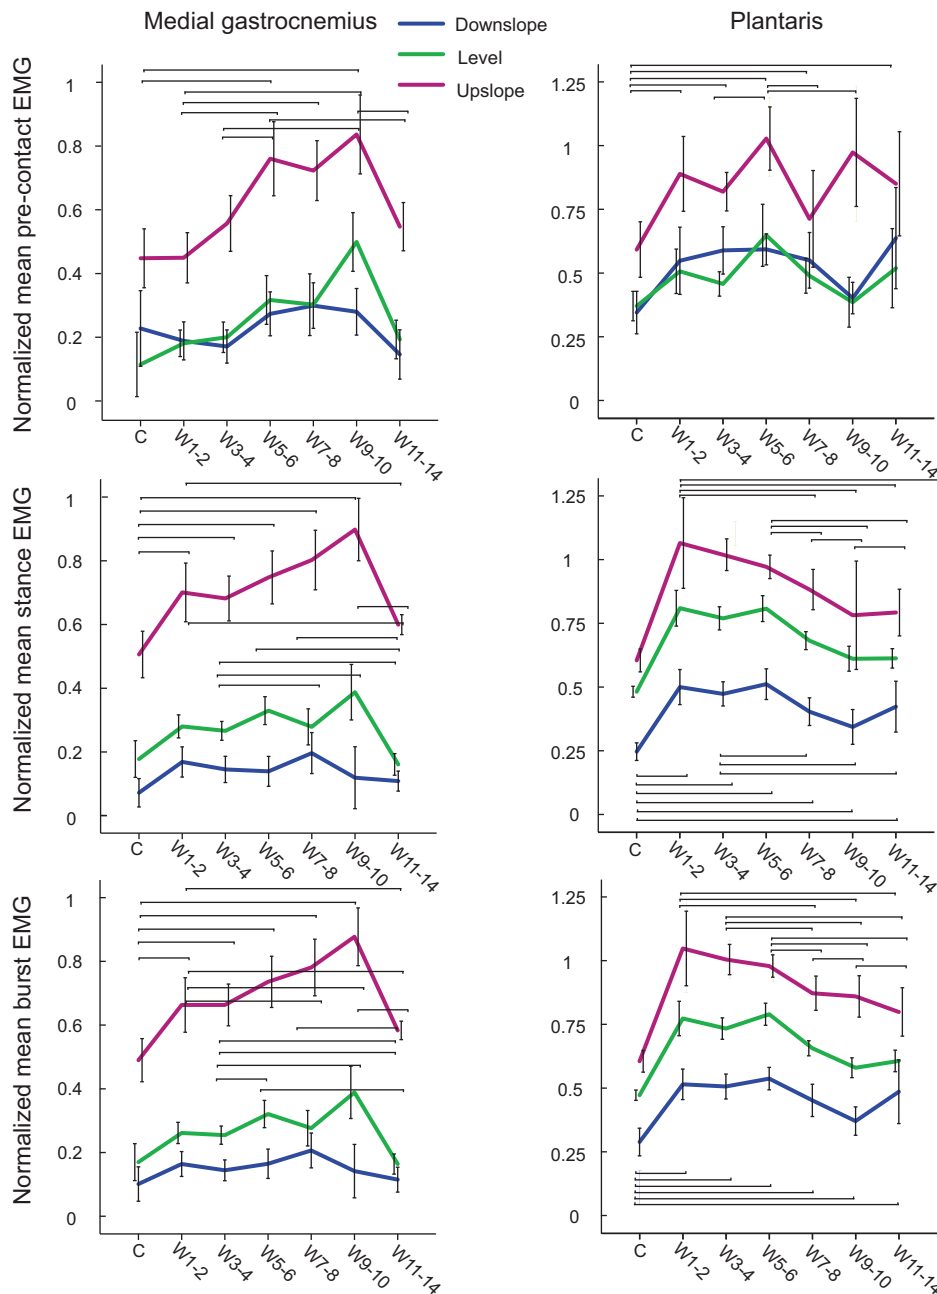 Medial gastrocnemius
Downslope
Level
Upslope
Plantaris
Normalized mean pre-contact EMG
1
0.8
0.6
0.4
0.2
0
C
W1-2
W3-4
W5-6
W7-8
W9-10
W11-14
1.25
1
0.75
0.5
0.25
0
C
W1-2
W3-4
W5-6
W7-8
W9-10
W11-14
Normalized mean stance EMG
1
0.8
0.6
0.4
0.2
0
C
W1-2
W3-4
W5-6
W7-8
W9-10
W11-14
1.25
1
0.75
0.5
0.25
0
C
W1-2
W3-4
W5-6
W7-8
W9-10
W11-14
Normalized mean burst EMG
1
0.8
0.6
0.4
0.2
0
C
W1-2
W3-4
W5-6
W7-8
W9-10
W11-14
1.25
1
0.75
0.5
0.25
0
C
W1-2
W3-4
W5-6
W7-8
W9-10
W11-14